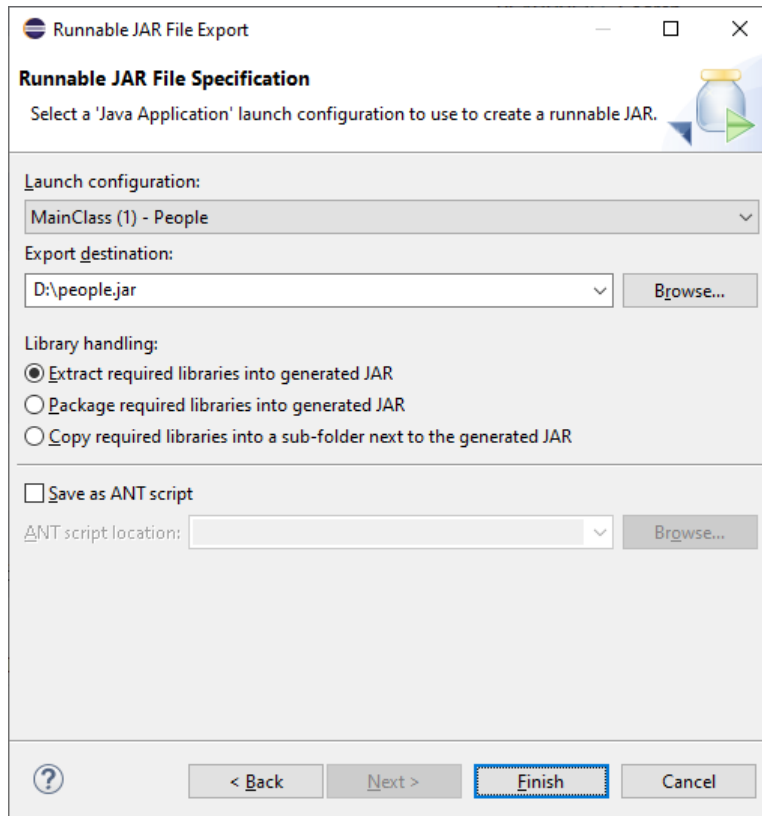 Runnable JAR File Export
Runnable JAR File Specification
Select a 'Java Application' launch configuration to use to create a runnable JAR.
Launch configuration:
MainClass (1) - People
Export destination:
D:\people.jar
Browse...
Library handling:
Extract required libraries into generated JAR
Package required libraries into generated JAR
Copy required libraries into a sub-folder next to the generated JAR
Save as ANT script
ANT script location:
Browse...
?
< Back
Next >
Finish
Cancel